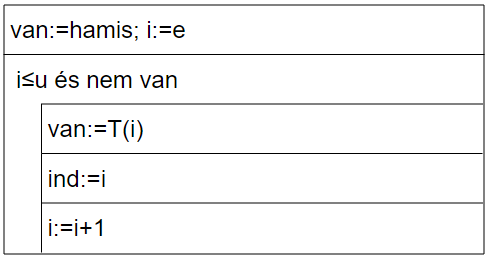 van:=hamis; i:=e
i≤u és nem van
van:=T(i)
ind:=i
i:=i+1